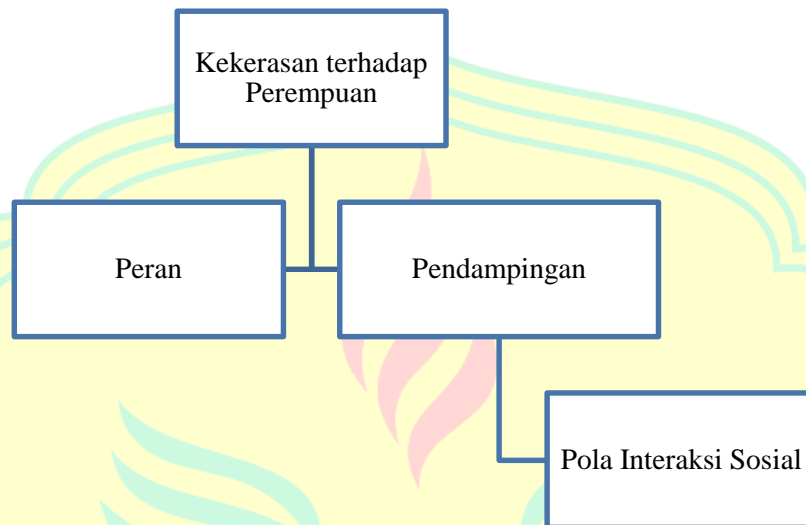 Kekerasan terhadap
Perempuan
Peran
Pendampingan
Pola Interaksi Sosial